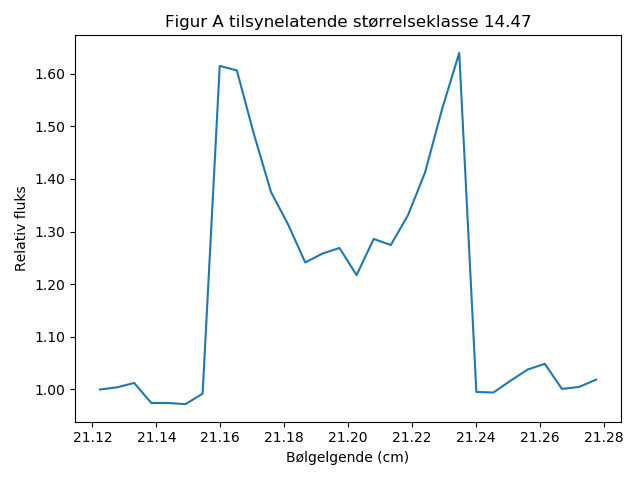 Figur A tilsynelatende størrelseklasse 14.47
Relativ fluks
1.60
1.50
1.40
1.30
1.20
1.10
1.00
21.12 21.14 21.16 21.18 21.20 21.22 21.24 21.26 21.28
Bølgelgende (cm)